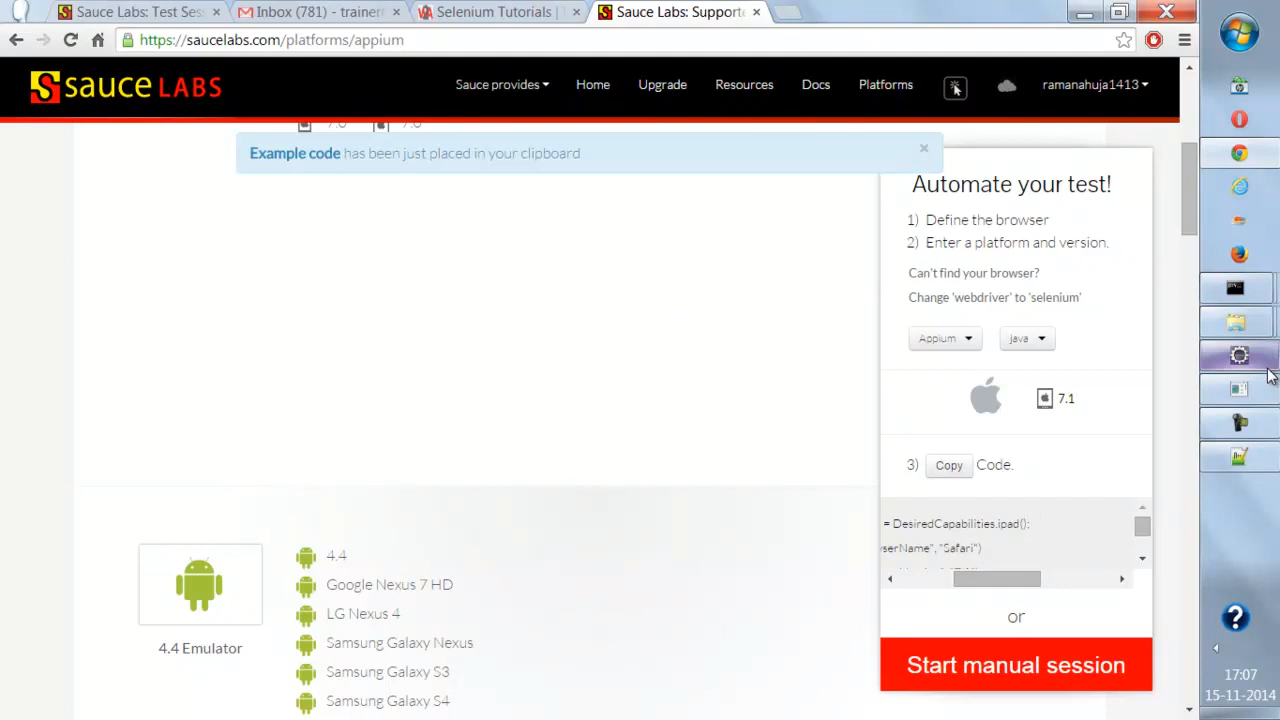 Sauce Labs: Test Ses
Inbox (781) - trainer
Selenium Tutorials |
Sauce Labs: Supporte
https://saucelabs.com/platforms/appium
sauce LABS
Sauce provides
Home
Upgrade
Resources
Docs
Platforms
ramanahuja1413
7.0 7.0
Example code has been just placed in your clipboard
Automate your test!
1) Define the browser
2) Enter a platform and version.
Can't find your browser?
Change 'webdriver' to 'selenium'
Appium
java
7.1
3) Copy Code.
= DesiredCapabilities.ipad();
serName", "Safari")
or
Start manual session
4.4 Emulator
4.4
Google Nexus 7 HD
LG Nexus 4
Samsung Galaxy Nexus
Samsung Galaxy S3
Samsung Galaxy S4
17:07
15-11-2014